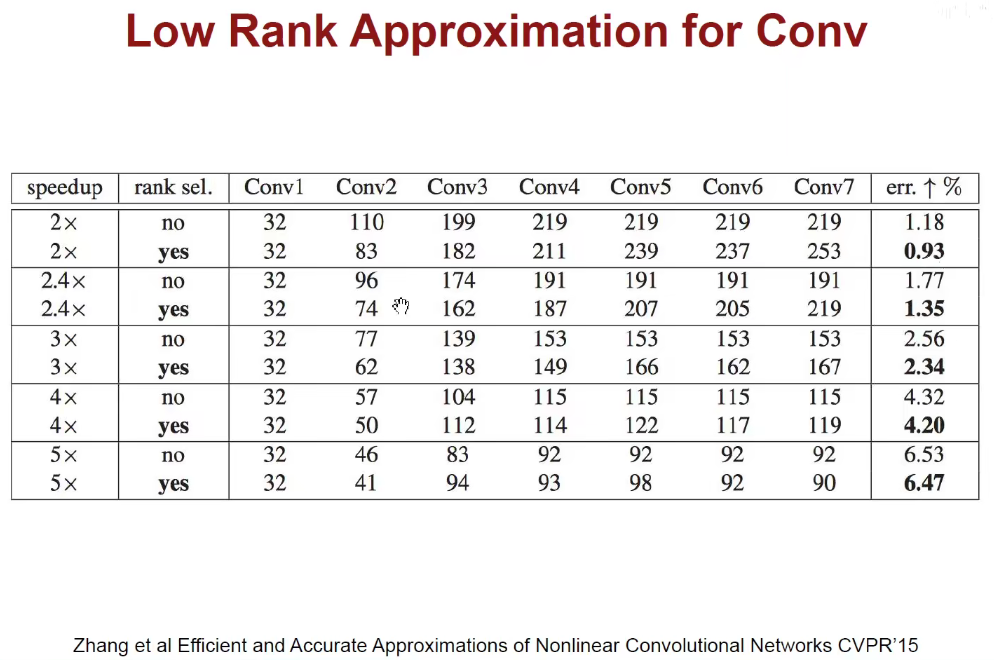 Low Rank Approximation for Conv
speedup rank sel. Conv1 Conv2 Conv3 Conv4 Conv5 Conv6 Conv7 err. ↑ %
2× no 32 110 199 219 219 219 219 1.18
2× yes 32 83 182 211 239 237 253 0.93
2.4× no 32 96 174 191 191 191 191 1.77
2.4× yes 32 74 162 187 207 205 219 1.35
3× no 32 77 139 153 153 153 153 2.56
3× yes 32 62 138 149 166 162 167 2.34
4× no 32 57 104 115 115 115 115 4.32
4× yes 32 50 112 114 122 117 119 4.20
5× no 32 46 83 92 92 92 92 6.53
5× yes 32 41 94 93 98 92 90 6.47
Zhang et al Efficient and Accurate Approximations of Nonlinear Convolutional Networks CVPR'15